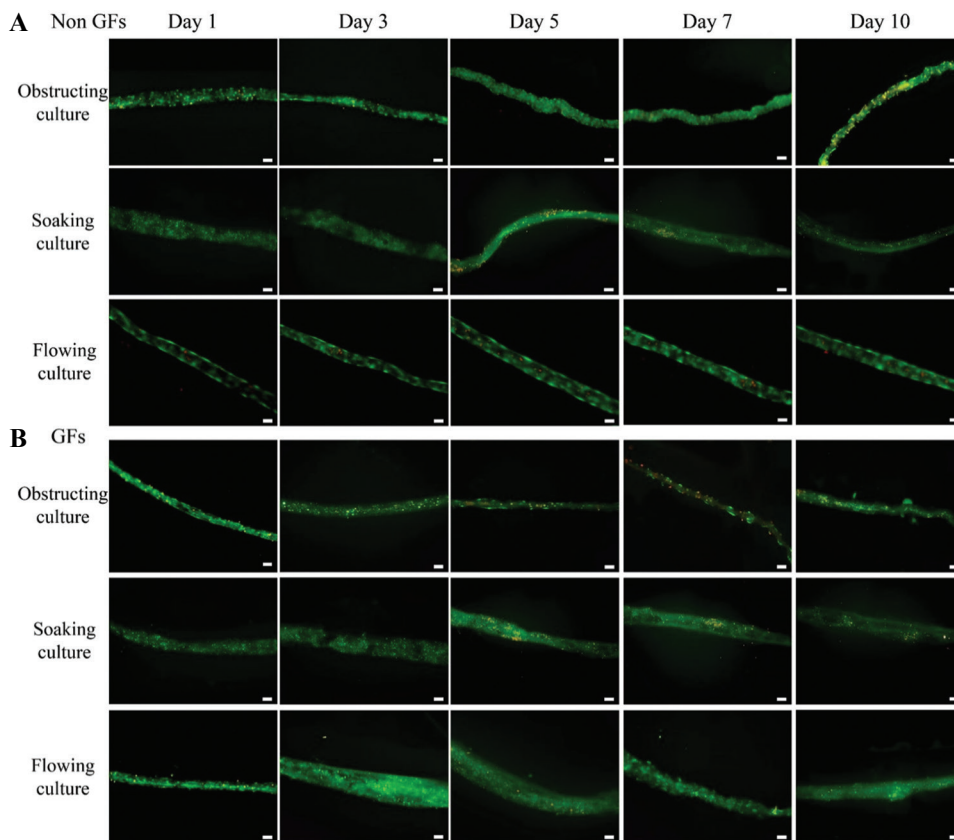 A Non GFs Day 1 Day 3 Day 5 Day 7 Day 10
Obstructing
culture
Soaking
culture
Flowing
culture
B GFs
Obstructing
culture
Soaking
culture
Flowing
culture